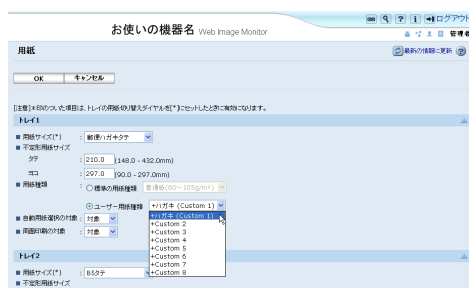 ログアウト
お使いの機器名 Web Image Monitor
管理者
用紙
最新の情報に更新
OK キャンセル
[注意]*印のついた項目は、トレイの用紙切り替えダイヤルを[*]にセットしたときに有効になります。
トレイ1
用紙サイズ(*) : 郵便ハガキタテ
不定形用紙サイズ
タテ : 210.0 (148.0 - 432.0mm)
ヨコ : 297.0 (90.0 - 297.0mm)
用紙種類 : 標準の用紙種類 普通紙(60~105g/m²)
ユーザー用紙種類 +ハガキ (Custom 1)
自動用紙選択の対象 : 対象
両面印刷の対象 : 対象
+ハガキ (Custom 1)
+Custom 2
+Custom 3
+Custom 4
+Custom 5
+Custom 6
+Custom 7
+Custom 8
トレイ2
用紙サイズ(*) : B5タテ
不定形用紙サイズ